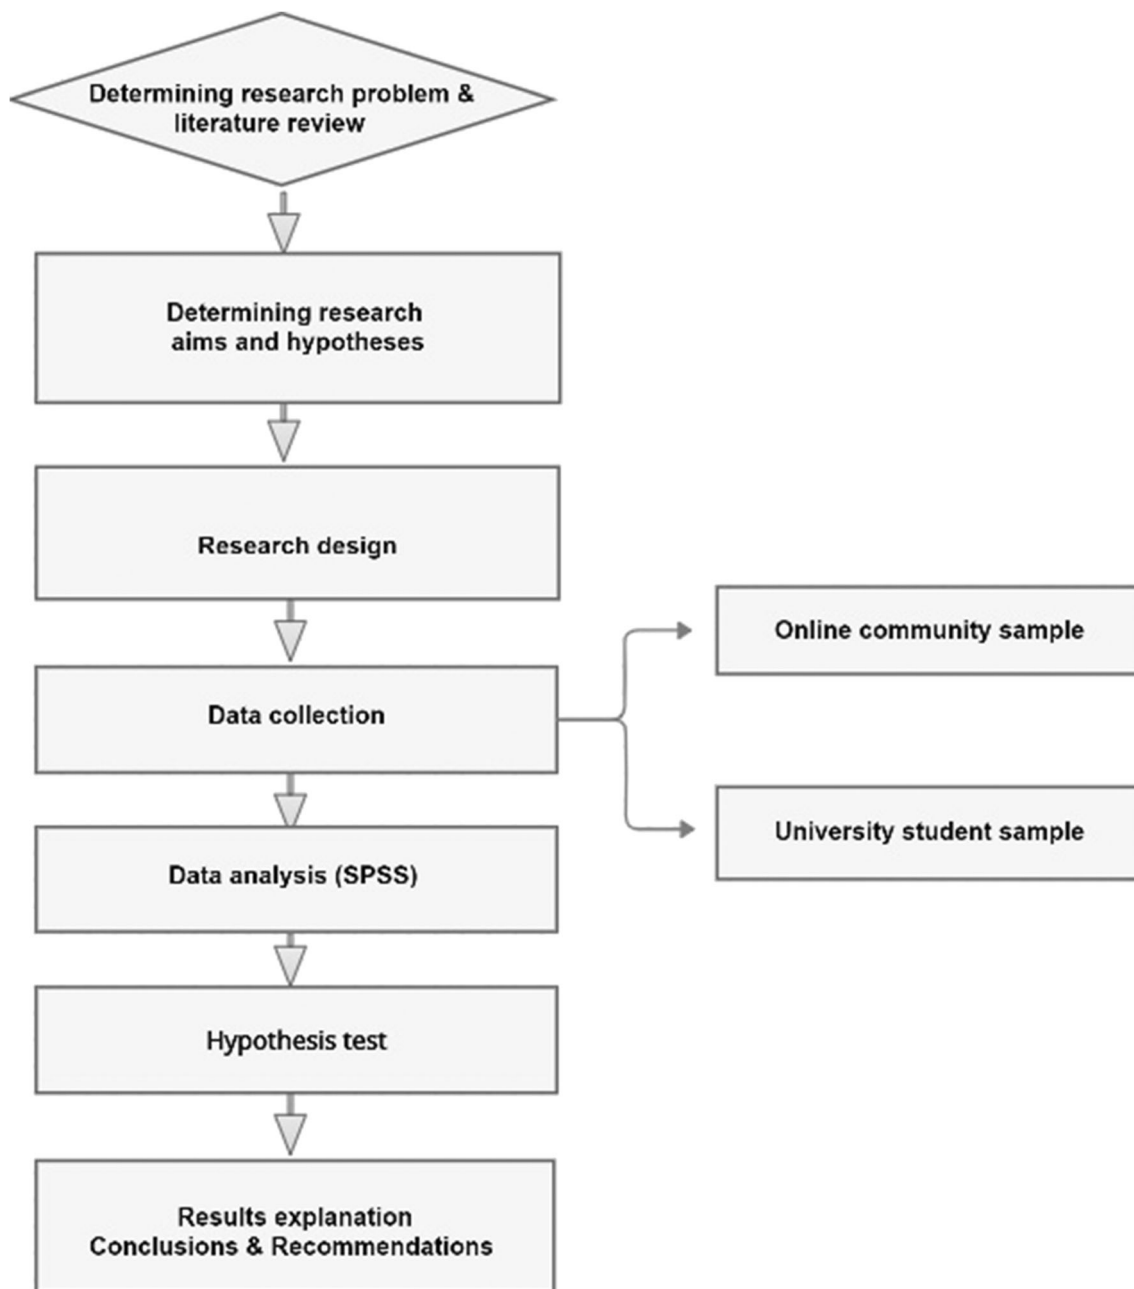 Determining research problem &
literature review
Determining research
aims and hypotheses
Research design
Data collection
Online community sample
University student sample
Data analysis (SPSS)
Hypothesis test
Results explanation
Conclusions & Recommendations